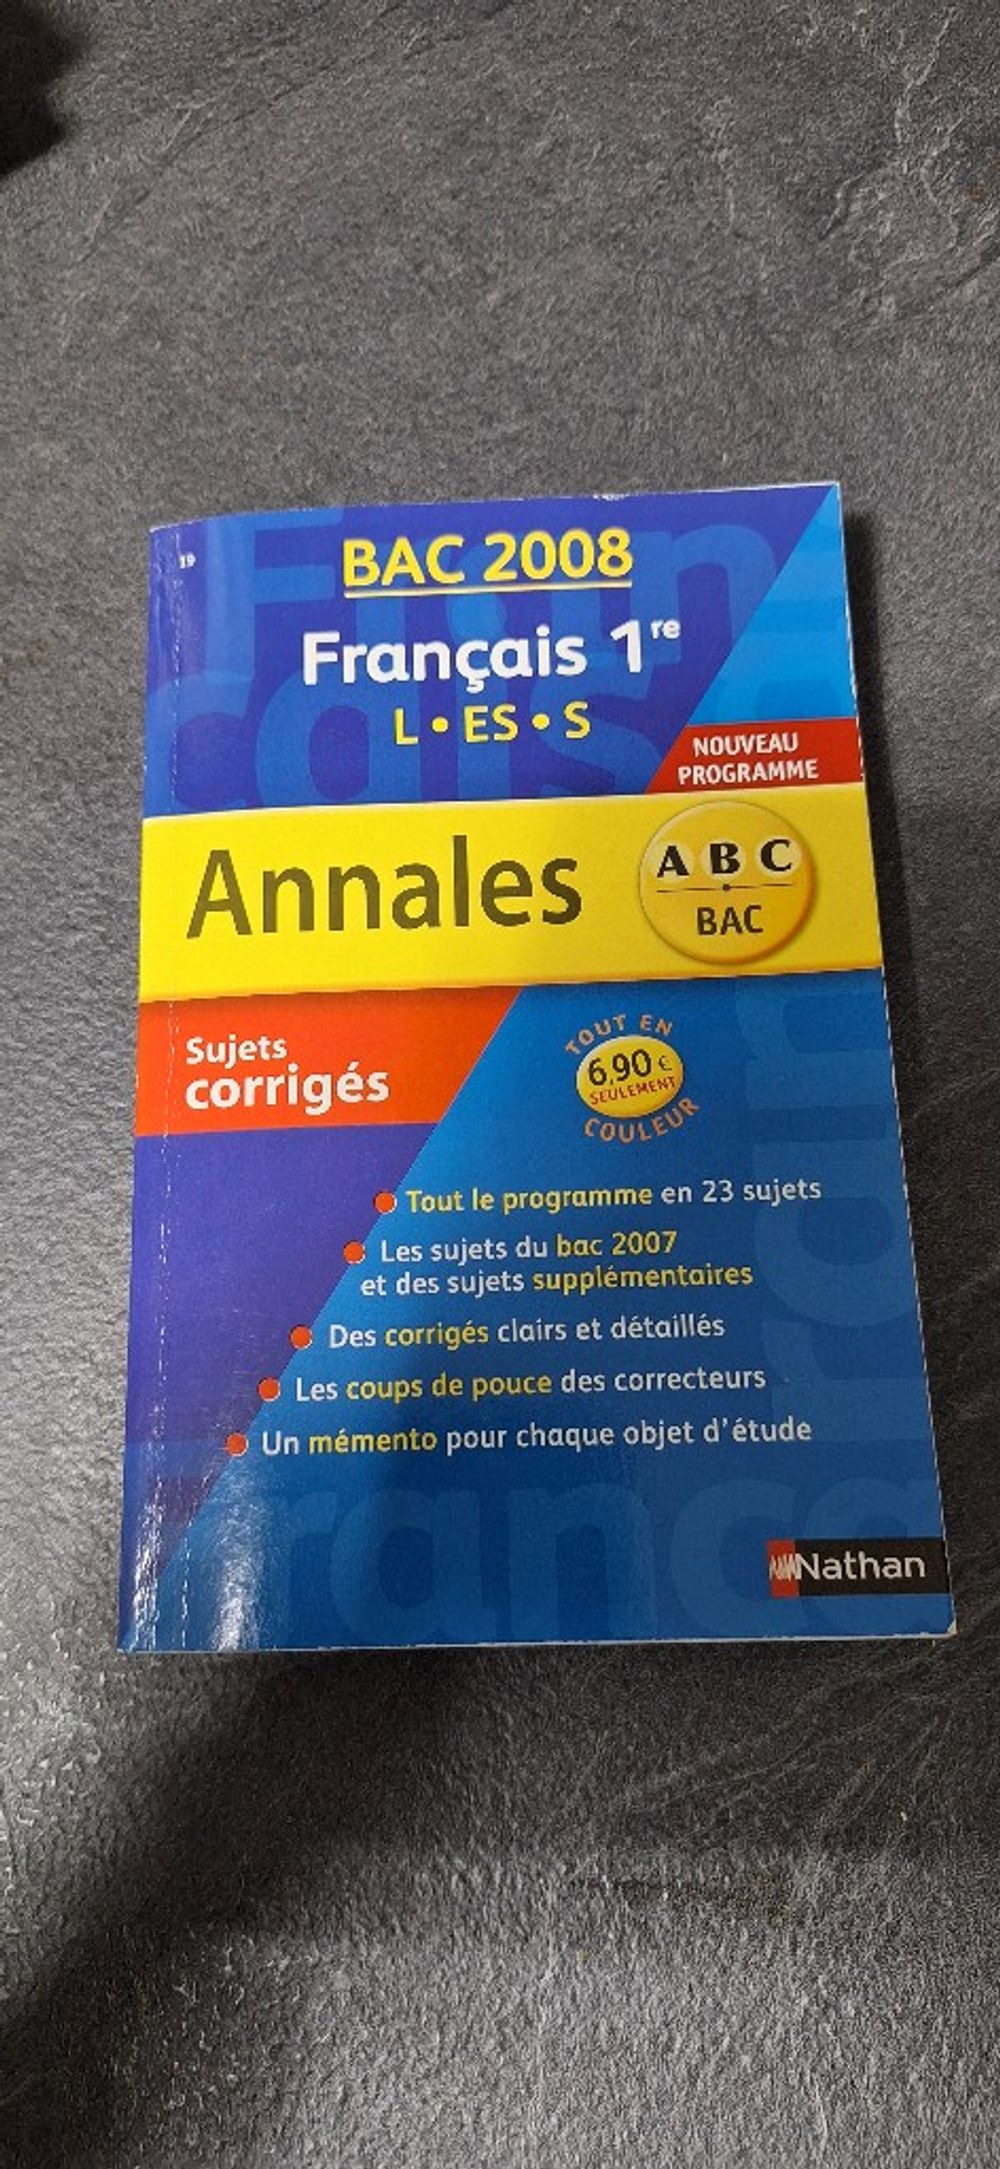 19
BAC 2008
Français 1re
L • ES • S
NOUVEAU
PROGRAMME
Annales
A B C
BAC
Sujets
corrigés
TOUT EN
6,90 €
SEULEMENT
COULEUR
Tout le programme en 23 sujets
Les sujets du bac 2007
et des sujets supplémentaires
Des corrigés clairs et détaillés
Les coups de pouce des correcteurs
Un mémento pour chaque objet d'étude
Nathan